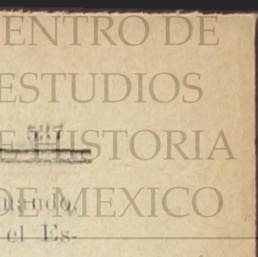 ENTRO DE
ESTUDIOS
E HISTORIA
DE MEXICO
el Es-